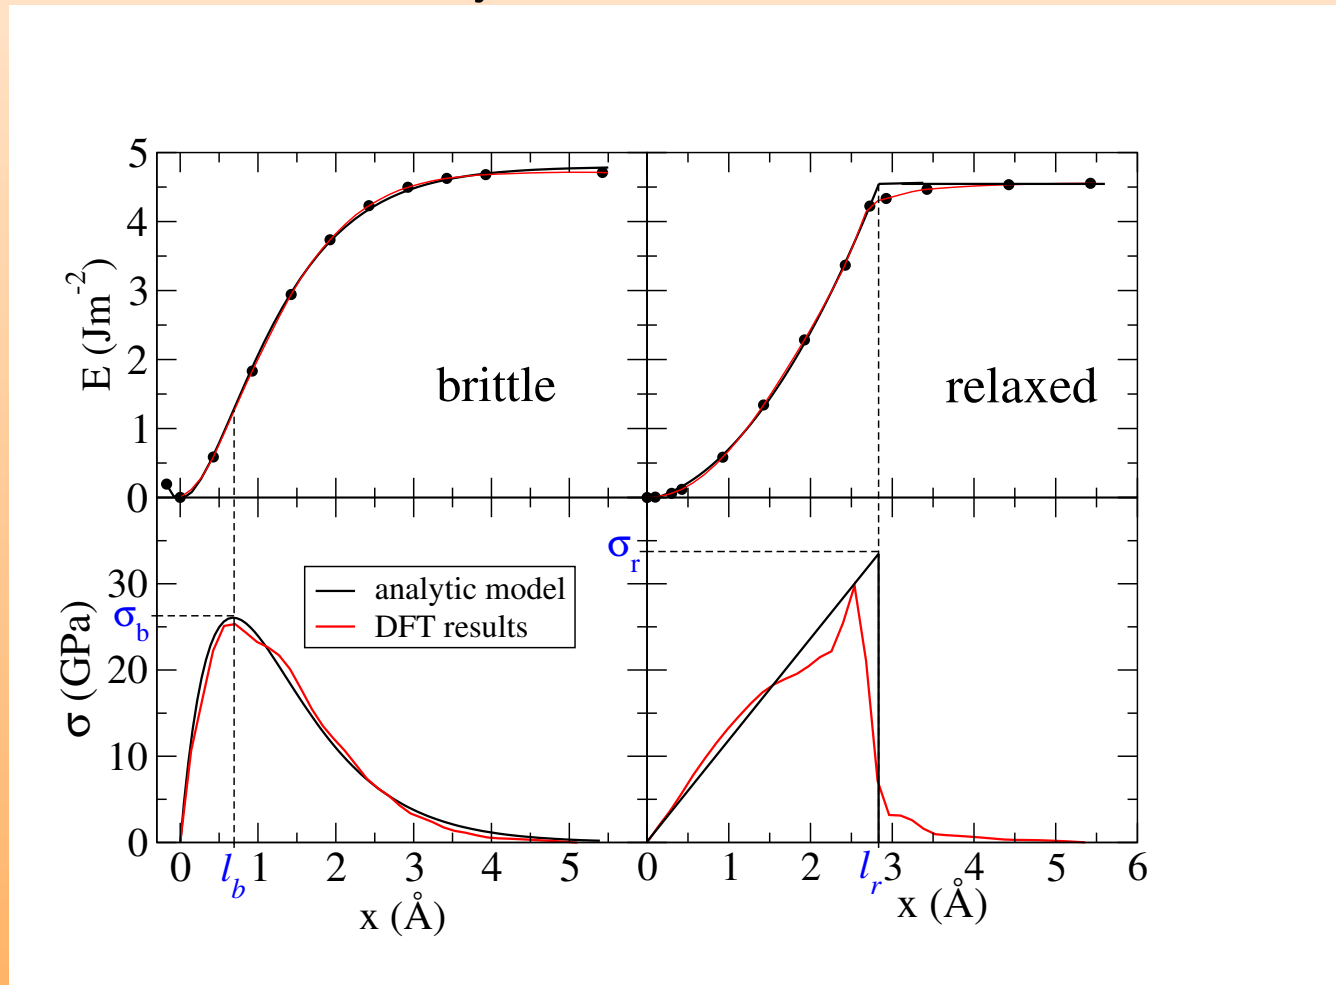 5
4
3
2
1
0
E (Jm-2)
brittle
relaxed
σr
30
20
10
0
σb
σ (GPa)
analytic model
DFT results
0 1 2 3 4 5
lb
x (Å)
0 1 2 3 4 5 6
lr
x (Å)